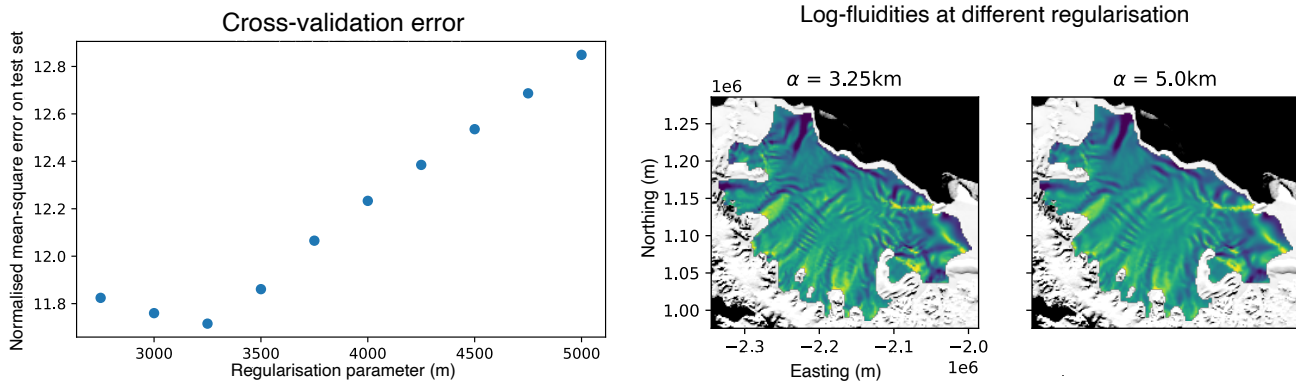 Cross-validation error
Normalised mean-square error on test set
12.8
12.6
12.4
12.2
12.0
11.8
3000
3500
4000
4500
5000
Regularisation parameter (m)
Log-fluidities at different regularisation
α = 3.25km
α = 5.0km
1e6
Northing (m)
1.25
1.20
1.15
1.10
1.05
1.00
−2.3
−2.2
−2.1
−2.0
1e6
Easting (m)